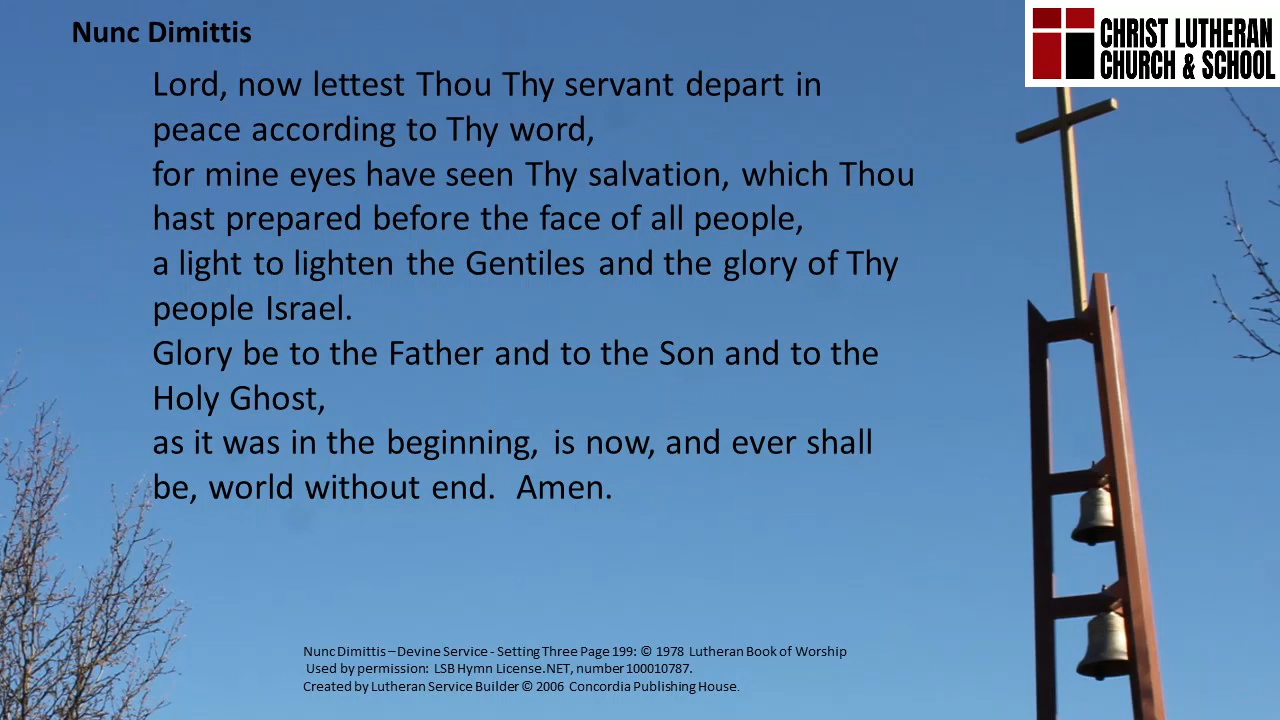 Nunc Dimittis
CHRIST LUTHERAN
CHURCH & SCHOOL
Lord, now lettest Thou Thy servant depart in
peace according to Thy word,
for mine eyes have seen Thy salvation, which Thou
hast prepared before the face of all people,
a light to lighten the Gentiles and the glory of Thy
people Israel.
Glory be to the Father and to the Son and to the
Holy Ghost,
as it was in the beginning, is now, and ever shall
be, world without end. Amen.
Nunc Dimittis – Devine Service - Setting Three Page 199: © 1978 Lutheran Book of Worship
Used by permission: LSB Hymn License.NET, number 100010787.
Created by Lutheran Service Builder © 2006 Concordia Publishing House.